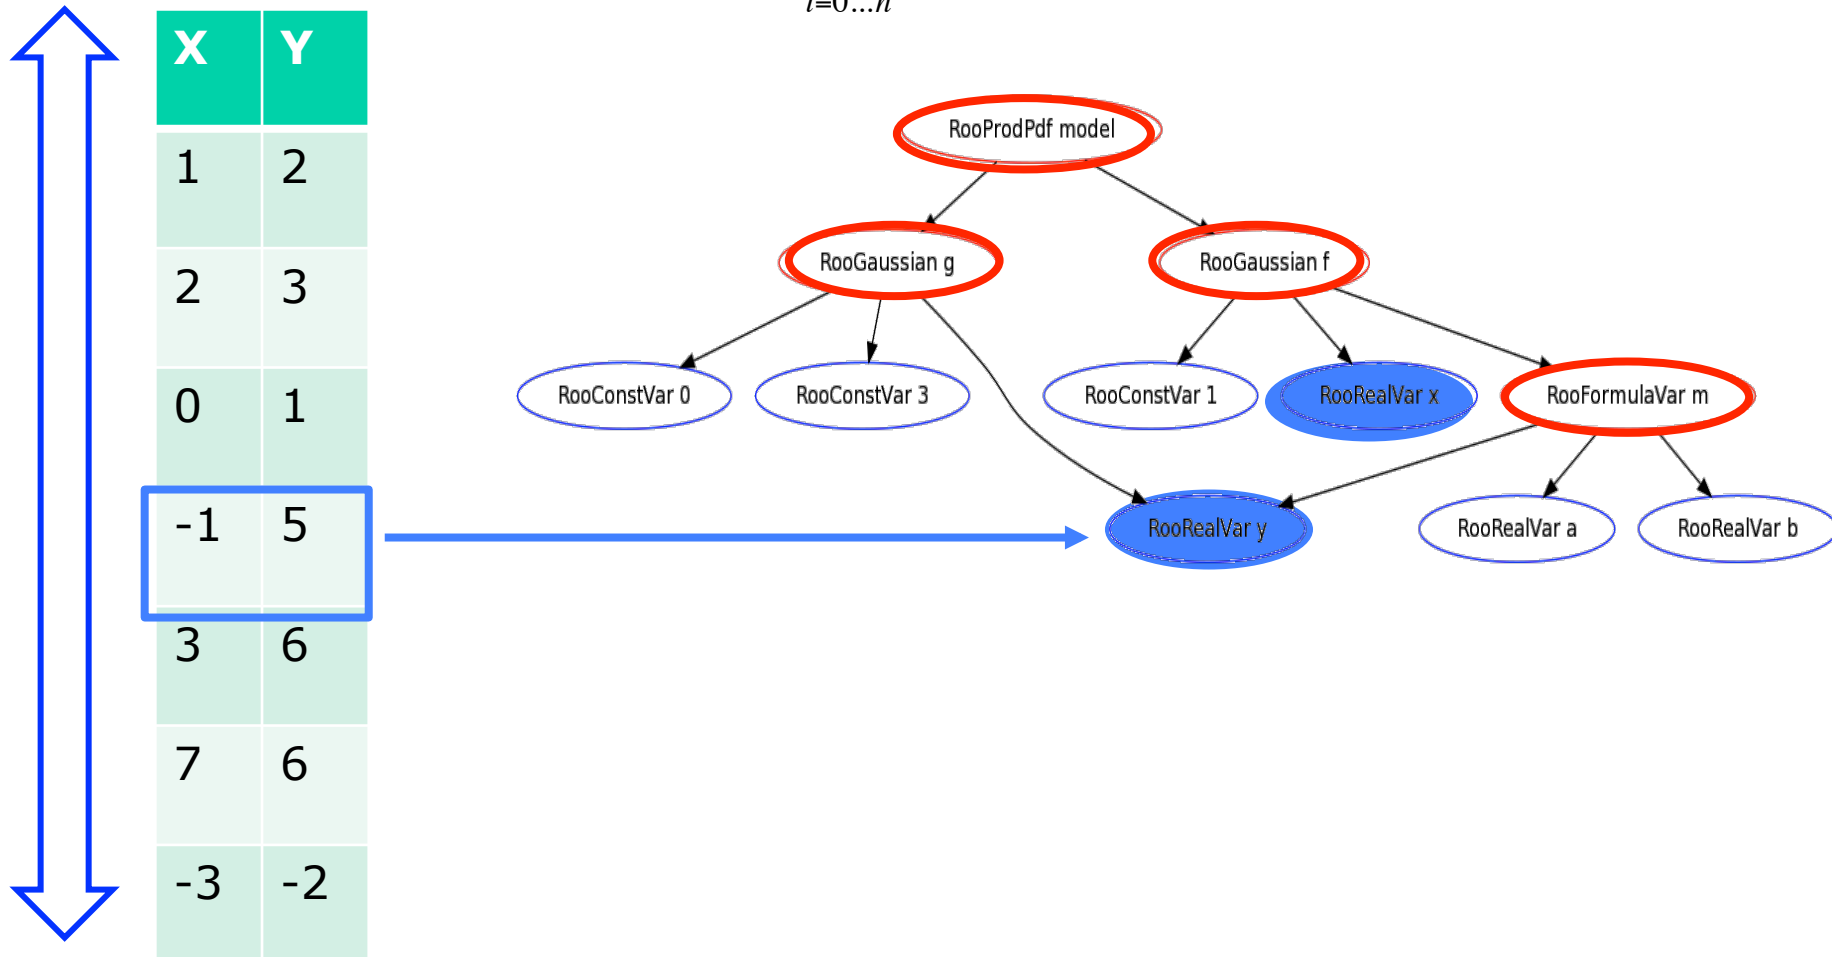 i=0...n
X Y
1 2
2 3
0 1
-1 5
3 6
7 6
-3 -2
RooProdPdf model
RooGaussian g
RooGaussian f
RooConstVar 0
RooConstVar 3
RooConstVar 1
RooRealVar x
RooFormulaVar m
RooRealVar y
RooRealVar a
RooRealVar b